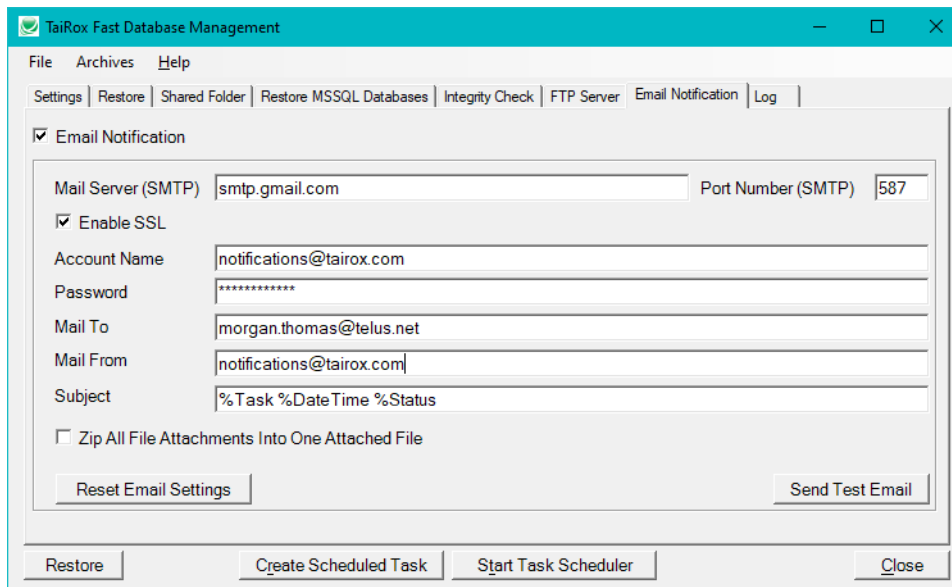 TaiRox Fast Database Management
File Archives Help
Settings Restore Shared Folder Restore MSSQL Databases Integrity Check FTP Server Email Notification Log
Email Notification
Mail Server (SMTP) smtp.gmail.com Port Number (SMTP) 587
Enable SSL
Account Name notifications@tairox.com
Password ************
Mail To morgan.thomas@telus.net
Mail From notifications@tairox.com
Subject %Task %DateTime %Status
Zip All File Attachments Into One Attached File
Reset Email Settings Send Test Email
Restore Create Scheduled Task Start Task Scheduler Close